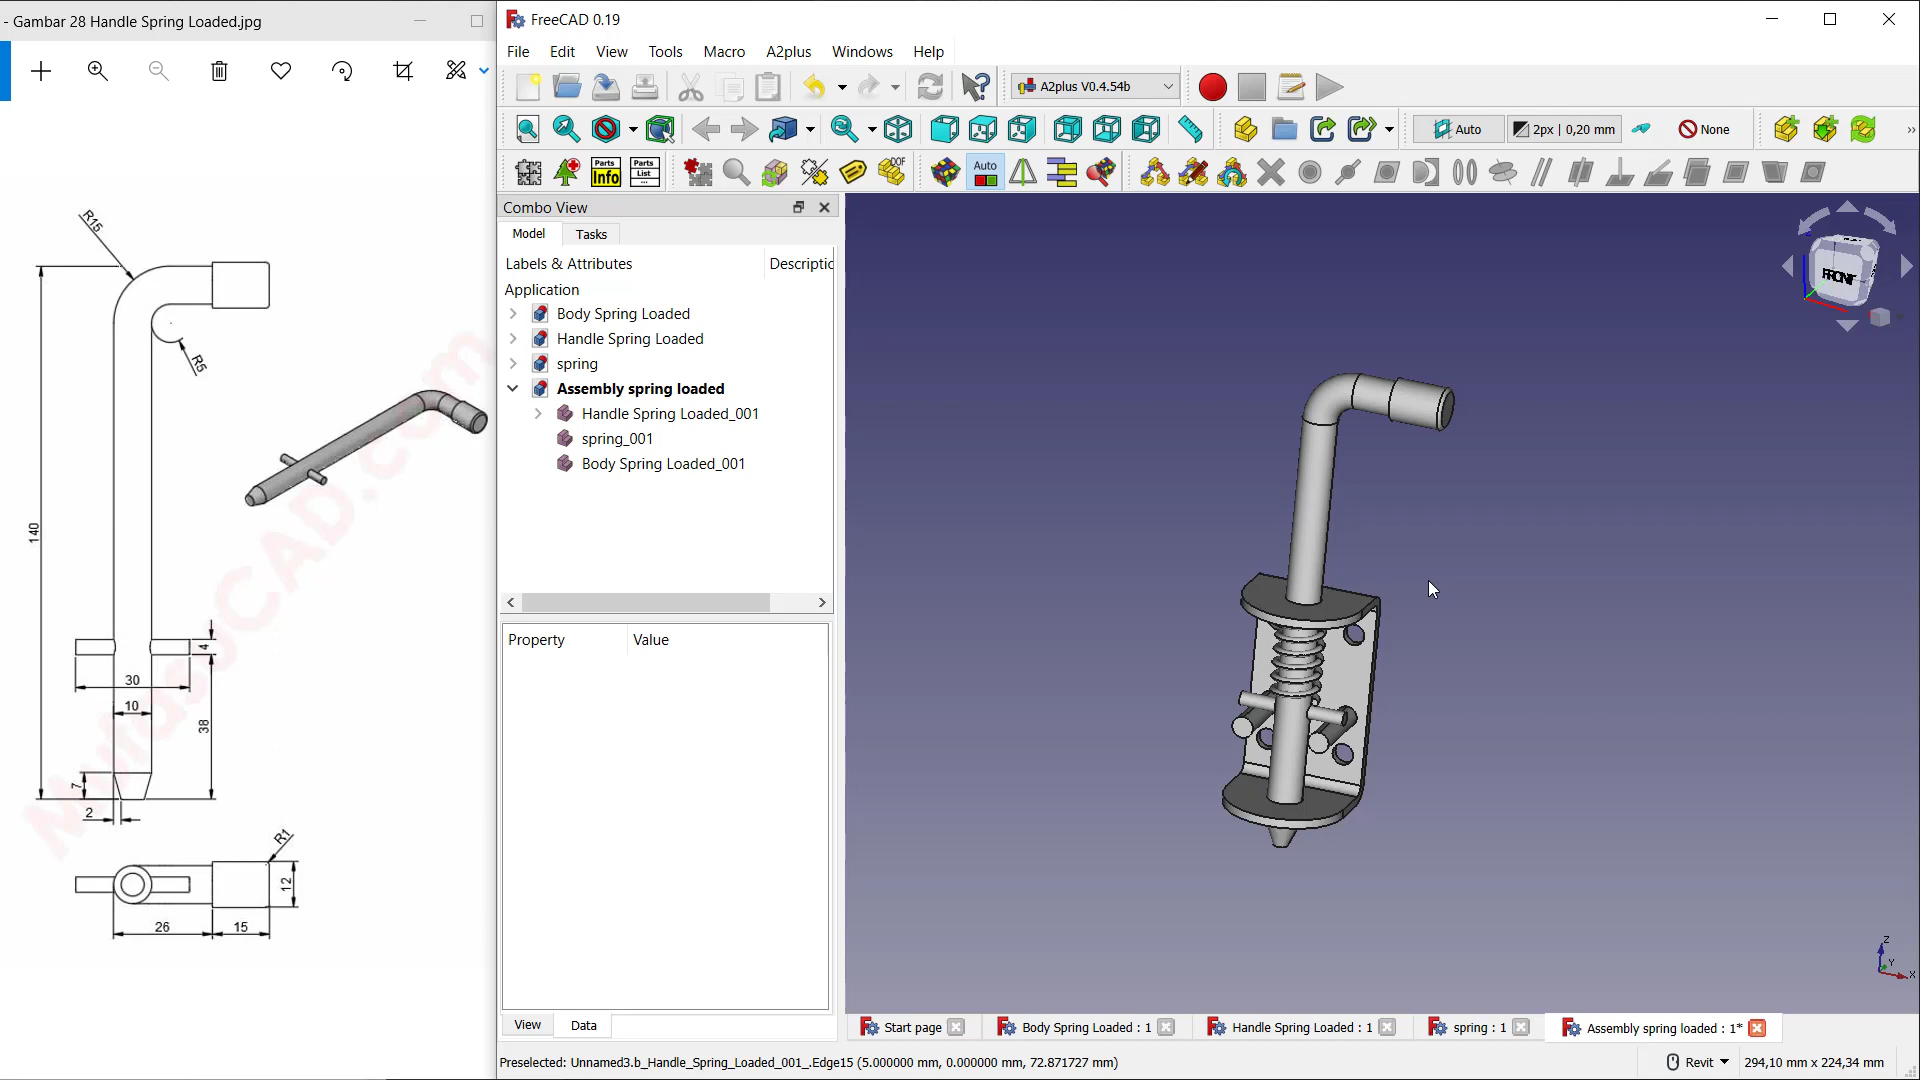 - Gambar 28 Handle Spring Loaded.jpg
FreeCAD 0.19
File Edit View Tools Macro A2plus Windows Help
A2plus V0.4.54b
Auto
2px | 0,20 mm
None
Parts Info
Parts List
DOF
Auto
Combo View
Model Tasks
Labels & Attributes
Descriptic
Application
Body Spring Loaded
Handle Spring Loaded
spring
Assembly spring loaded
Handle Spring Loaded_001
spring_001
Body Spring Loaded_001
Property Value
View Data
R15
R5
140
4
30
10
38
7
2
R1
12
26
15
MufasuCAD.com
FRONT
Z
Y
X
Start page
Body Spring Loaded : 1
Handle Spring Loaded : 1
spring : 1
Assembly spring loaded : 1*
Preselected: Unnamed3.b_Handle_Spring_Loaded_001_.Edge15 (5.000000 mm, 0.000000 mm, 72.871727 mm)
Revit
294,10 mm x 224,34 mm